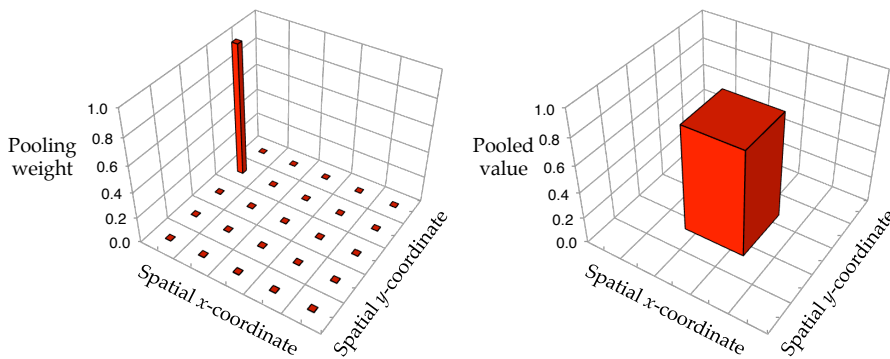 Pooling
weight
1.0
0.8
0.6
0.4
0.2
0.0
Spatial x-coordinate
Spatial y-coordinate
Pooled
value
1.0
0.8
0.6
0.4
0.2
0.0
Spatial x-coordinate
Spatial y-coordinate